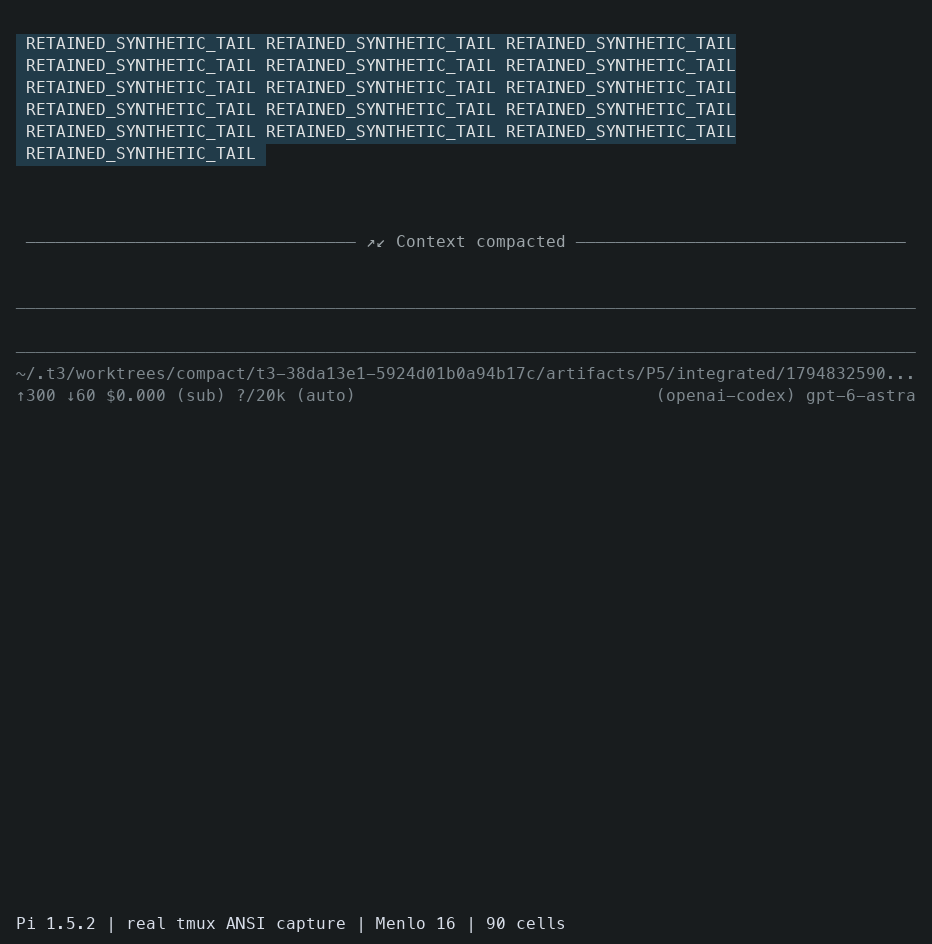 RETAINED_SYNTHETIC_TAIL RETAINED_SYNTHETIC_TAIL RETAINED_SYNTHETIC_TAIL
RETAINED_SYNTHETIC_TAIL RETAINED_SYNTHETIC_TAIL RETAINED_SYNTHETIC_TAIL
RETAINED_SYNTHETIC_TAIL RETAINED_SYNTHETIC_TAIL RETAINED_SYNTHETIC_TAIL
RETAINED_SYNTHETIC_TAIL RETAINED_SYNTHETIC_TAIL RETAINED_SYNTHETIC_TAIL
RETAINED_SYNTHETIC_TAIL RETAINED_SYNTHETIC_TAIL RETAINED_SYNTHETIC_TAIL
RETAINED_SYNTHETIC_TAIL
↗↙ Context compacted
~/.t3/worktrees/compact/t3-38da13e1-5924d01b0a94b17c/artifacts/P5/integrated/1794832590...
↑300 ↓60 $0.000 (sub) ?/20k (auto) (openai-codex) gpt-6-astra
Pi 1.5.2 | real tmux ANSI capture | Menlo 16 | 90 cells